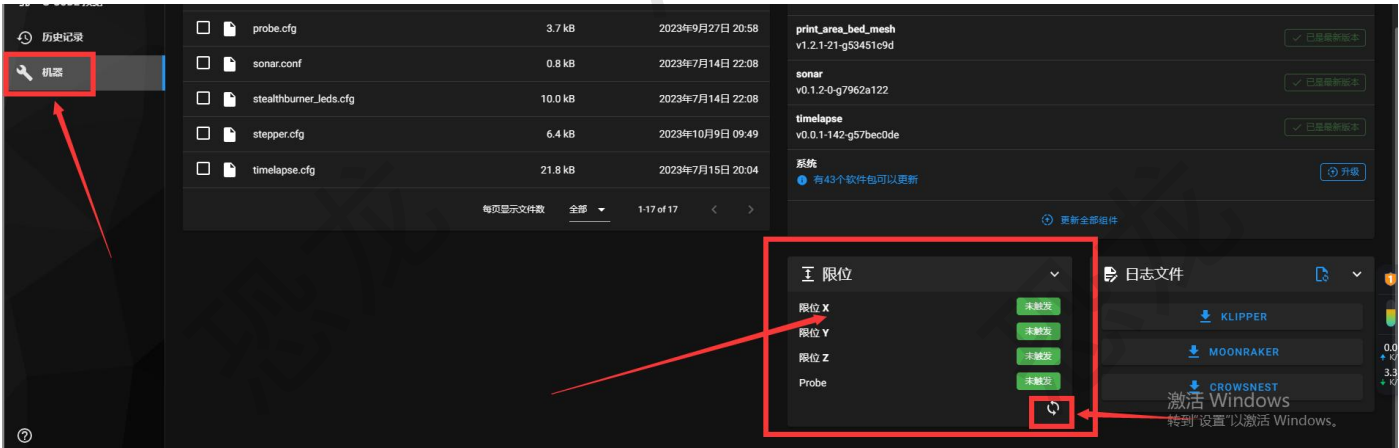 历史记录
机器
probe.cfg 3.7 kB 2023年9月27日 20:58
sonar.conf 0.8 kB 2023年7月14日 22:08
stealthburner_leds.cfg 10.0 kB 2023年7月14日 22:08
stepper.cfg 6.4 kB 2023年10月9日 09:49
timelapse.cfg 21.8 kB 2023年7月15日 20:04
每页显示文件数 全部 1-17 of 17
print_area_bed_mesh
v1.2.1-21-g53451c9d
已是最新版本
sonar
v0.1.2-0-g7962a122
已是最新版本
timelapse
v0.0.1-142-g57bec0de
已是最新版本
系统
有43个软件包可以更新
升级
更新全部组件
限位
限位 X 未触发
限位 Y 未触发
限位 Z 未触发
Probe 未触发
日志文件
KLIPPER
MOONRAKER
CROWSNEST
激活 Windows
转到"设置"以激活 Windows。